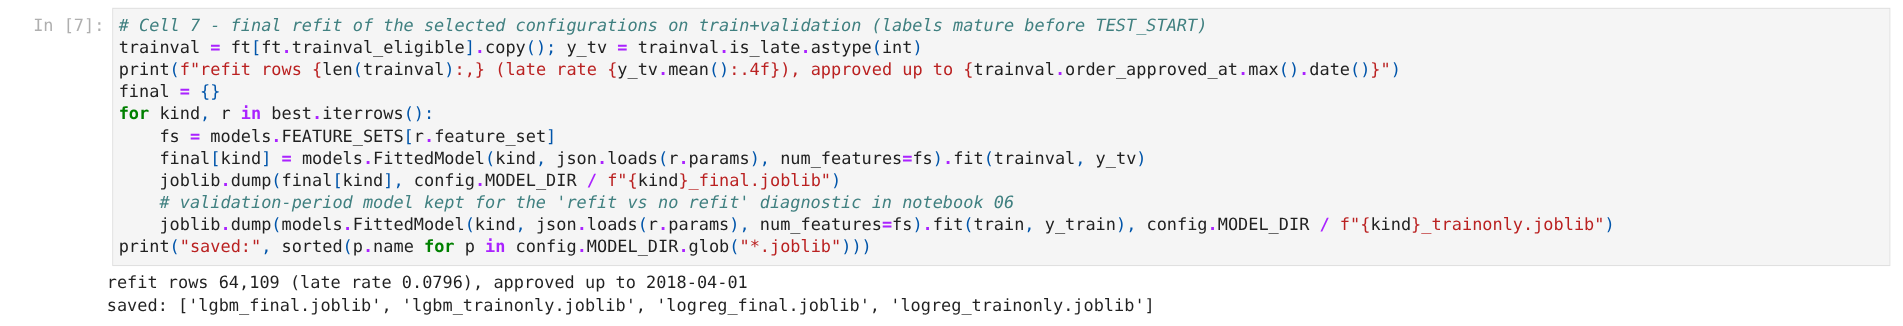 In [7]:
# Cell 7 - final refit of the selected configurations on train+validation (labels mature before TEST_START)
trainval = ft[ft.trainval_eligible].copy(); y_tv = trainval.is_late.astype(int)
print(f"refit rows {len(trainval):,} (late rate {y_tv.mean():.4f}), approved up to {trainval.order_approved_at.max().date()}")
final = {}
for kind, r in best.iterrows():
    fs = models.FEATURE_SETS[r.feature_set]
    final[kind] = models.FittedModel(kind, json.loads(r.params), num_features=fs).fit(trainval, y_tv)
    joblib.dump(final[kind], config.MODEL_DIR / f"{kind}_final.joblib")
    # validation-period model kept for the 'refit vs no refit' diagnostic in notebook 06
    joblib.dump(models.FittedModel(kind, json.loads(r.params), num_features=fs).fit(train, y_train), config.MODEL_DIR / f"{kind}_trainonly.joblib")
print("saved:", sorted(p.name for p in config.MODEL_DIR.glob("*.joblib")))
refit rows 64,109 (late rate 0.0796), approved up to 2018-04-01
saved: ['lgbm_final.joblib', 'lgbm_trainonly.joblib', 'logreg_final.joblib', 'logreg_trainonly.joblib']